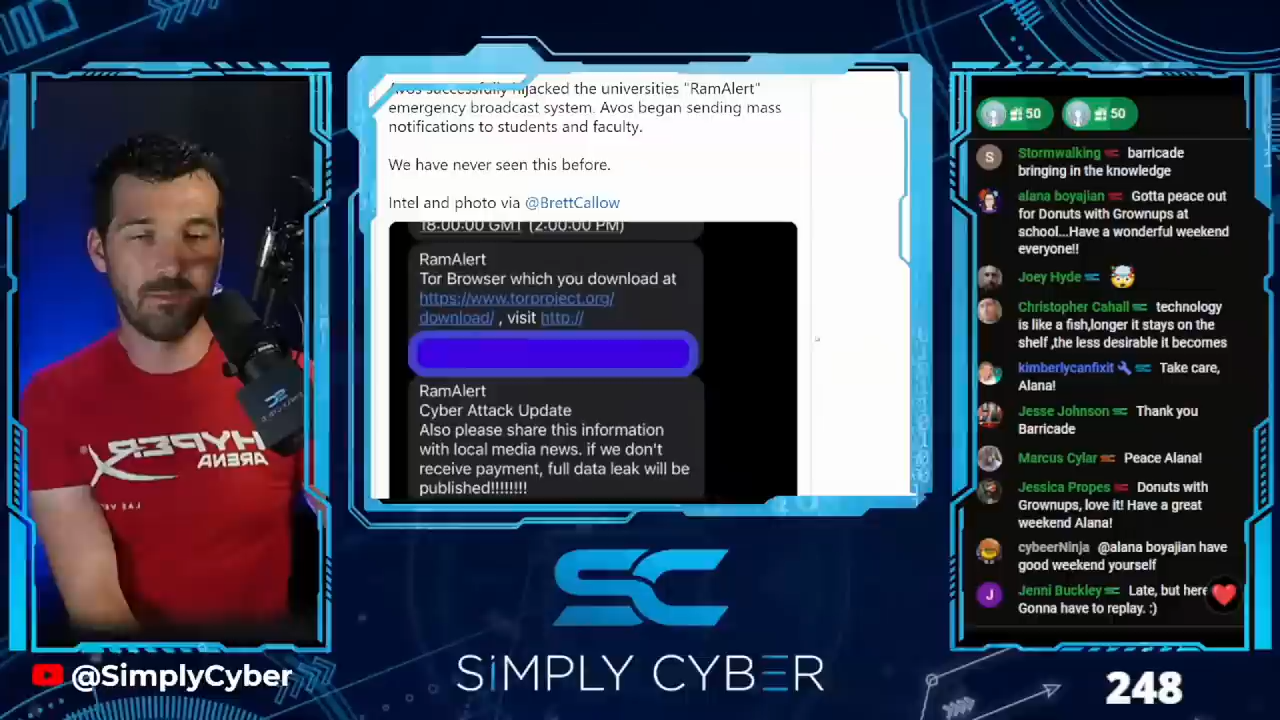 Avos successfully hijacked the universities "RamAlert"
emergency broadcast system. Avos began sending mass
notifications to students and faculty.
We have never seen this before.
Intel and photo via @BrettCallow
18:00:00 GMT (2:00:00 PM)
RamAlert
Tor Browser which you download at
https://www.torproject.org/
download/ , visit http://
RamAlert
Cyber Attack Update
Also please share this information
with local media news. if we don't
receive payment, full data leak will be
published!!!!!!!!
HYPER
X
ARENA
LAS VE
SC
SIMPLY CYBER
@SimplyCyber
50
50
S
Stormwalking barricade
bringing in the knowledge
alana boyajian Gotta peace out
for Donuts with Grownups at
school...Have a wonderful weekend
everyone!!
Joey Hyde 🤯
Christopher Cahall technology
is like a fish,longer it stays on the
shelf ,the less desirable it becomes
kimberlycanfixit Take care,
Alana!
Jesse Johnson Thank you
Barricade
Marcus Cylar Peace Alana!
Jessica Propes Donuts with
Grownups, love it! Have a great
weekend Alana!
cybeerNinja @alana boyajian have
good weekend yourself
J
Jenni Buckley Late, but here
Gonna have to replay. :)
248